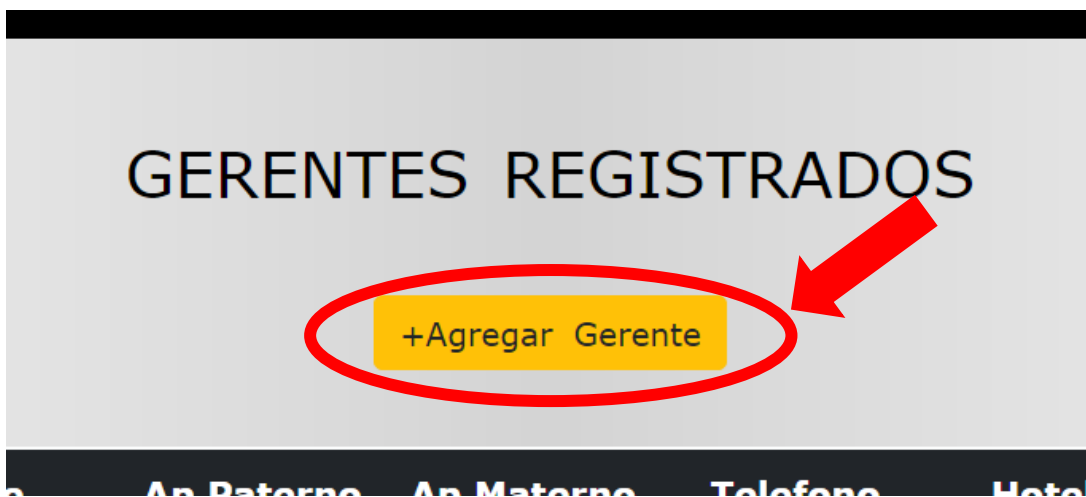 GERENTES REGISTRADOS
+Agregar Gerente
Ap.Paterno Ap.Materno Telefono